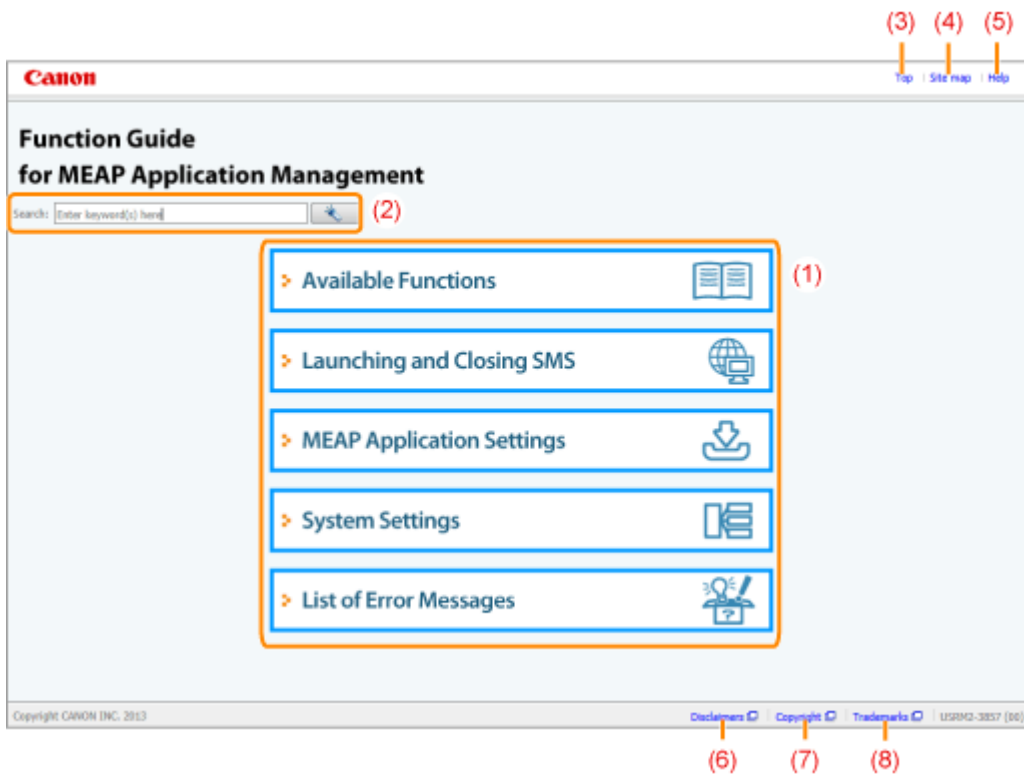 (3) (4) (5)
Canon
Top Site map Help
Function Guide
for MEAP Application Management
Search: Enter keyword(s) here (2)
(1)
Available Functions
Launching and Closing SMS
MEAP Application Settings
System Settings
List of Error Messages
?
Copyright CANON INC. 2013
Disclaimers Copyright Trademarks USRM2-3857 (00)
(6) (7) (8)